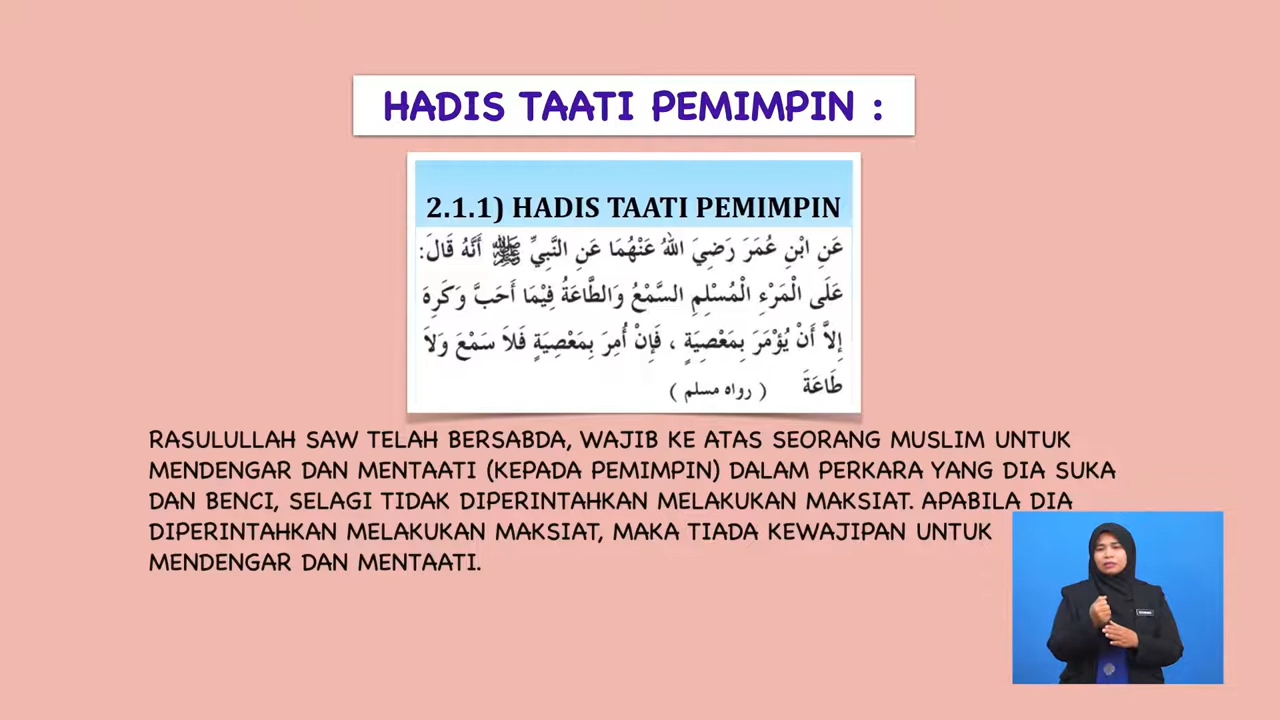 HADIS TAATI PEMIMPIN :
2.1.1) HADIS TAATI PEMIMPIN
عَنِ ابْنِ عُمَرَ رَضِيَ اللهُ عَنْهُمَا عَنِ النَّبِيِّ ﷺ أَنَّهُ قَالَ:
عَلَى الْمَرْءِ الْمُسْلِمِ السَّمْعُ وَالطَّاعَةُ فِيْمَا أَحَبَّ وَكَرِهَ
إِلاَّ أَنْ يُؤْمَرَ بِمَعْصِيَةٍ ، فَإِنْ أُمِرَ بِمَعْصِيَةٍ فَلاَ سَمْعَ وَلاَ
طَاعَةَ ( رواه مسلم )
RASULULLAH SAW TELAH BERSABDA, WAJIB KE ATAS SEORANG MUSLIM UNTUK
MENDENGAR DAN MENTAATI (KEPADA PEMIMPIN) DALAM PERKARA YANG DIA SUKA
DAN BENCI, SELAGI TIDAK DIPERINTAHKAN MELAKUKAN MAKSIAT. APABILA DIA
DIPERINTAHKAN MELAKUKAN MAKSIAT, MAKA TIADA KEWAJIPAN UNTUK
MENDENGAR DAN MENTAATI.